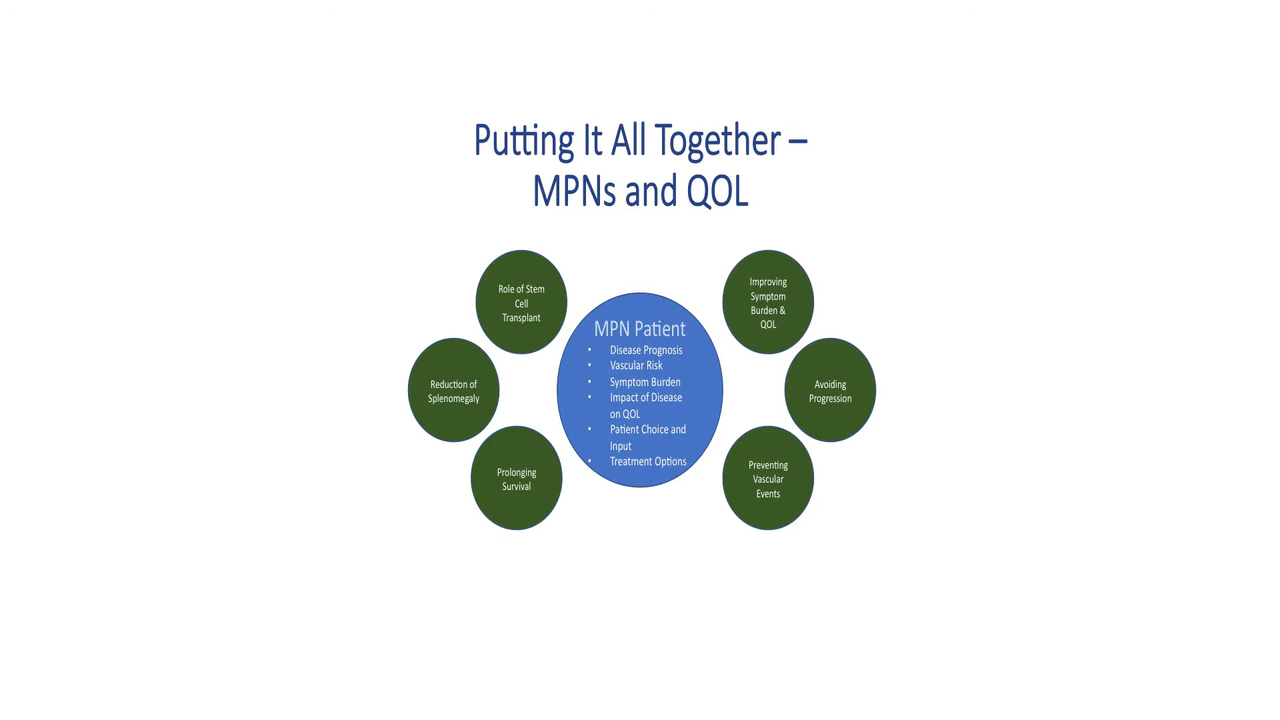 Putting It All Together –
MPNs and QOL
Role of Stem
Cell
Transplant
Reduction of
Splenomegaly
Prolonging
Survival
MPN Patient
• Disease Prognosis
• Vascular Risk
• Symptom Burden
• Impact of Disease
on QOL
• Patient Choice and
Input
• Treatment Options
Improving
Symptom
Burden &
QOL
Avoiding
Progression
Preventing
Vascular
Events